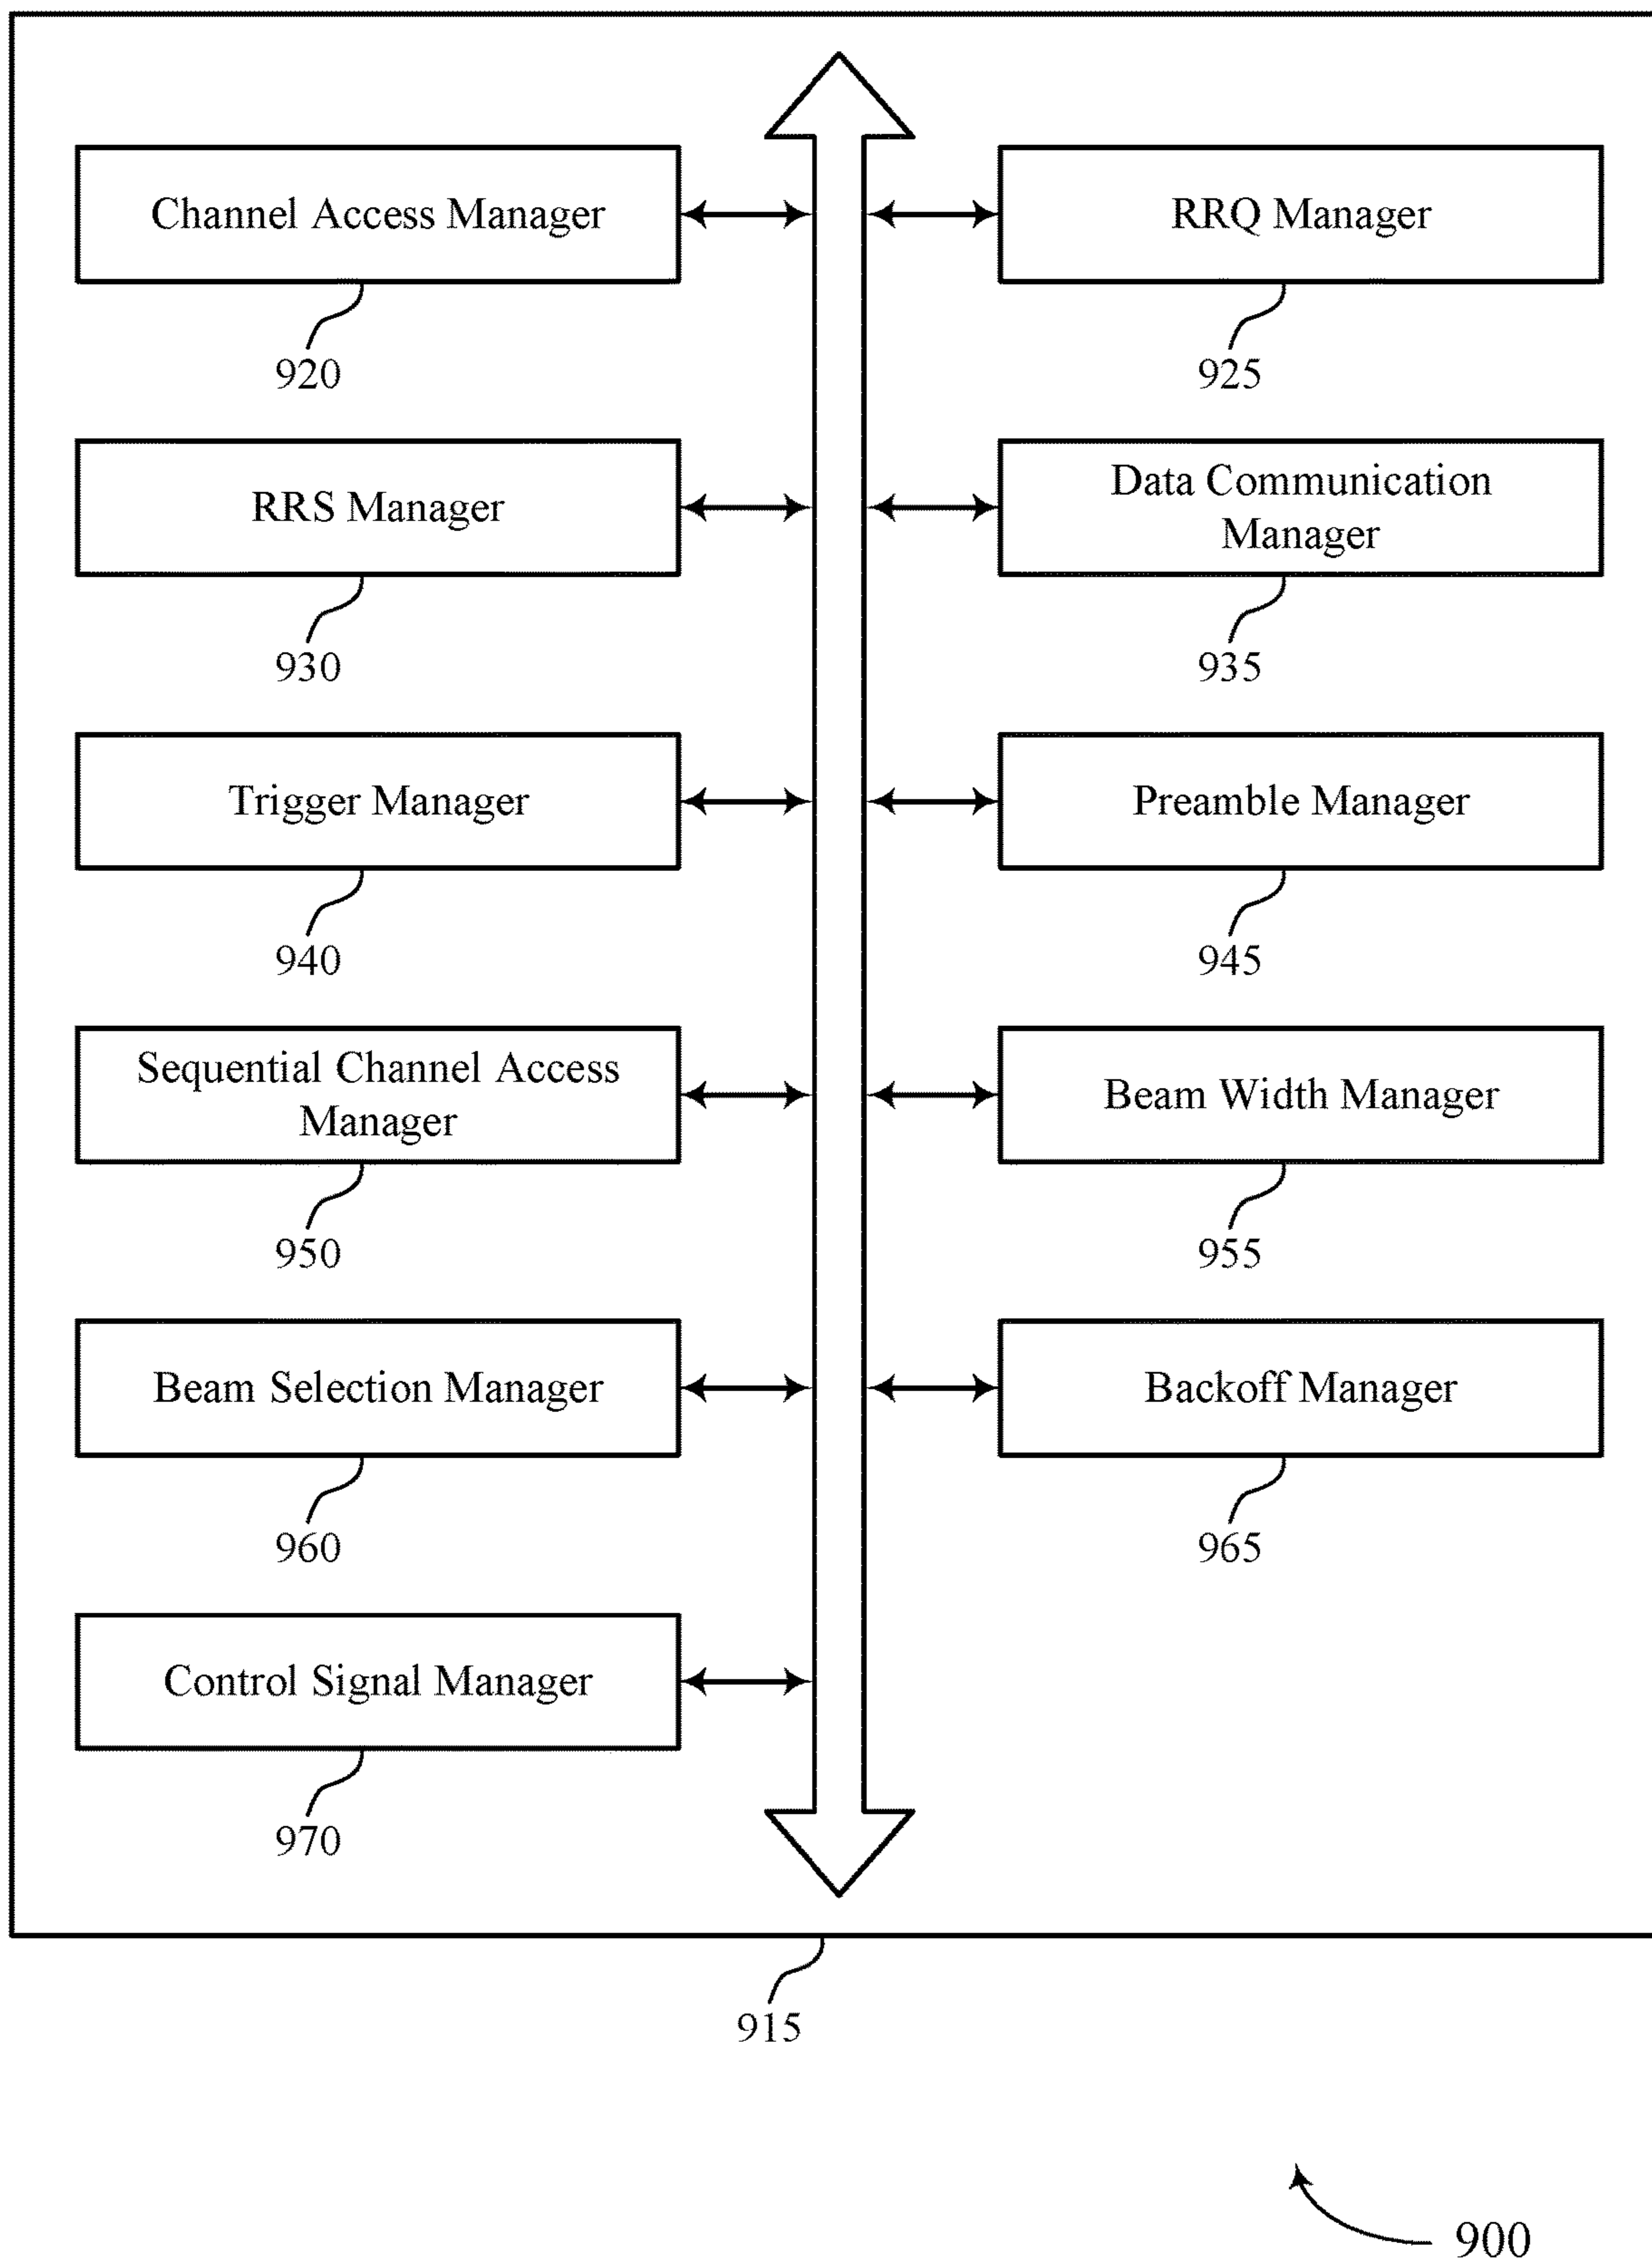 Channel Access Manager
920
RRQ Manager
925
RRS Manager
930
Data Communication
Manager
935
Trigger Manager
940
Preamble Manager
945
Sequential Channel Access
Manager
950
Beam Width Manager
955
Beam Selection Manager
960
Backoff Manager
965
Control Signal Manager
970
915
900